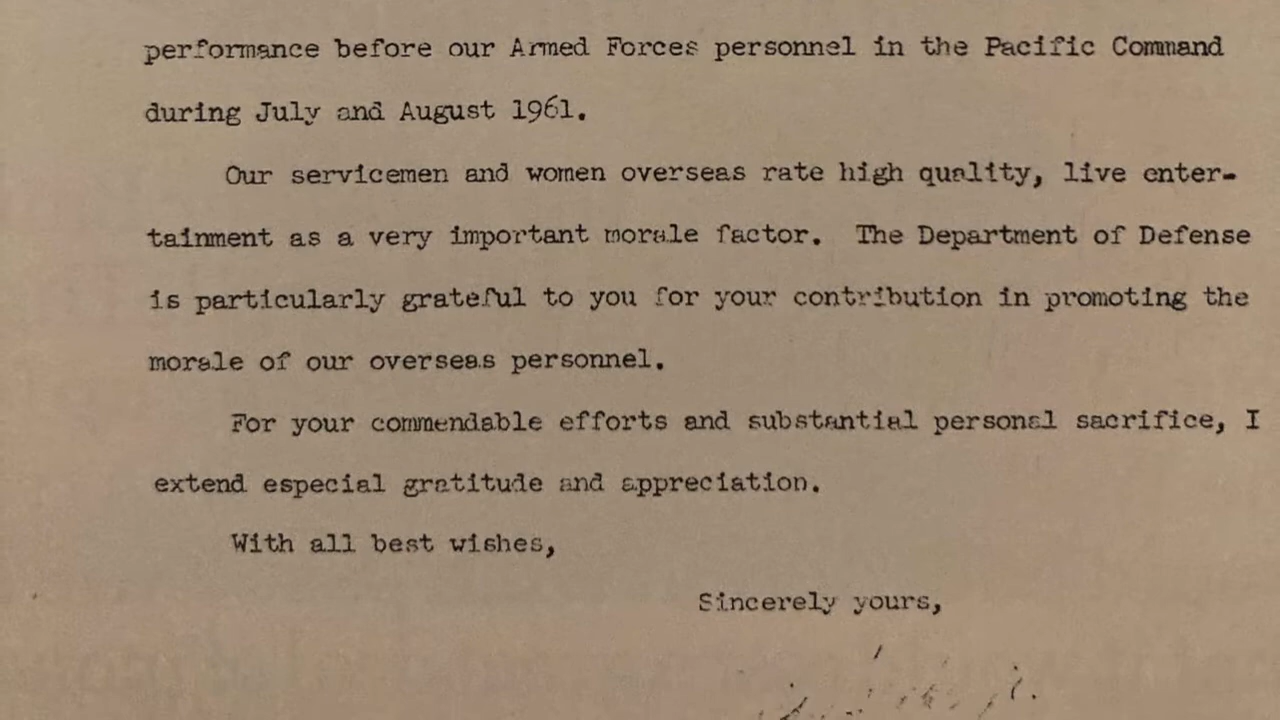 performance before our Armed Forces personnel in the Pacific Command
during July and August 1961.
Our servicemen and women overseas rate high quality, live enter-
tainment as a very important morale factor. The Department of Defense
is particularly grateful to you for your contribution in promoting the
morale of our overseas personnel.
For your commendable efforts and substantial personal sacrifice, I
extend especial gratitude and appreciation.
With all best wishes,
Sincerely yours,